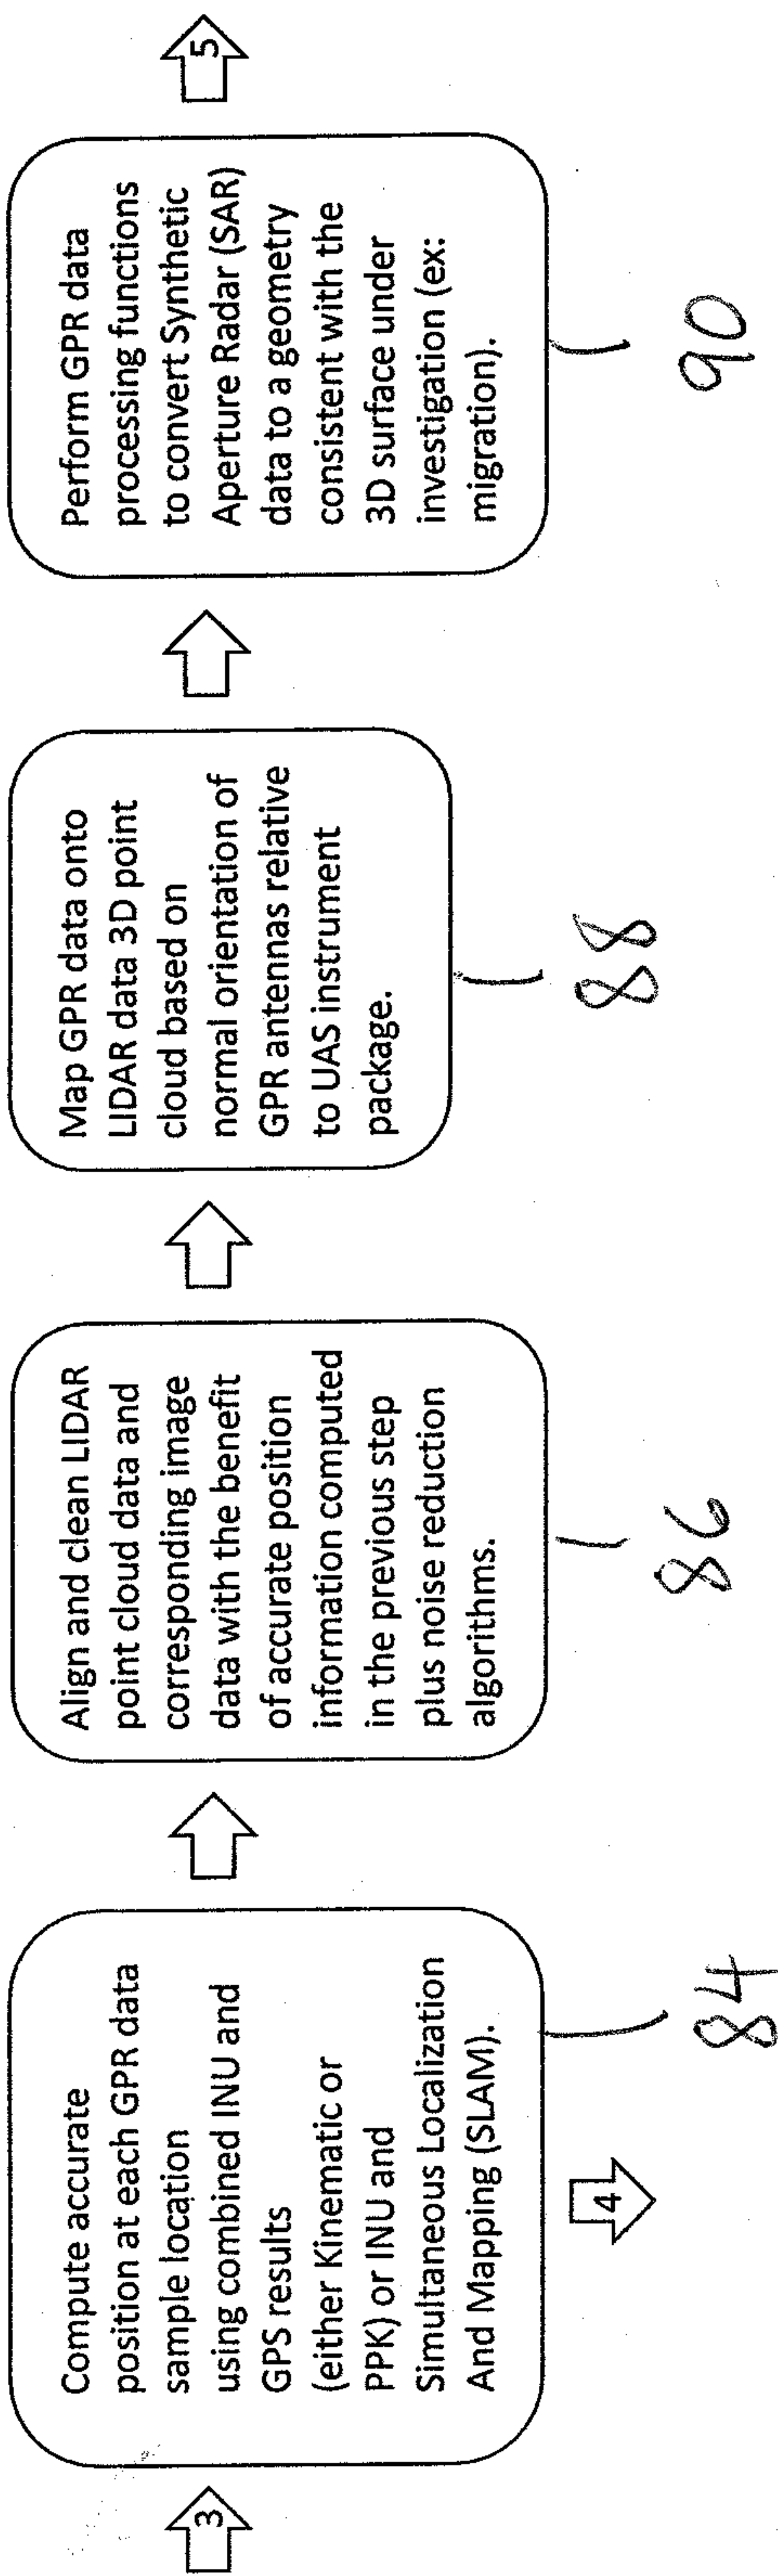 3
Compute accurate
position at each GPR data
sample location
using combined INU and
GPS results
(either Kinematic or
PPK) or INU and
Simultaneous Localization
And Mapping (SLAM).
4
84
Align and clean LIDAR
point cloud data and
corresponding image
data with the benefit
of accurate position
information computed
in the previous step
plus noise reduction
algorithms.
86
Map GPR data onto
LIDAR data 3D point
cloud based on
normal orientation of
GPR antennas relative
to UAS instrument
package.
88
Perform GPR data
processing functions
to convert Synthetic
Aperture Radar (SAR)
data to a geometry
consistent with the
3D surface under
investigation (ex:
migration).
90
5